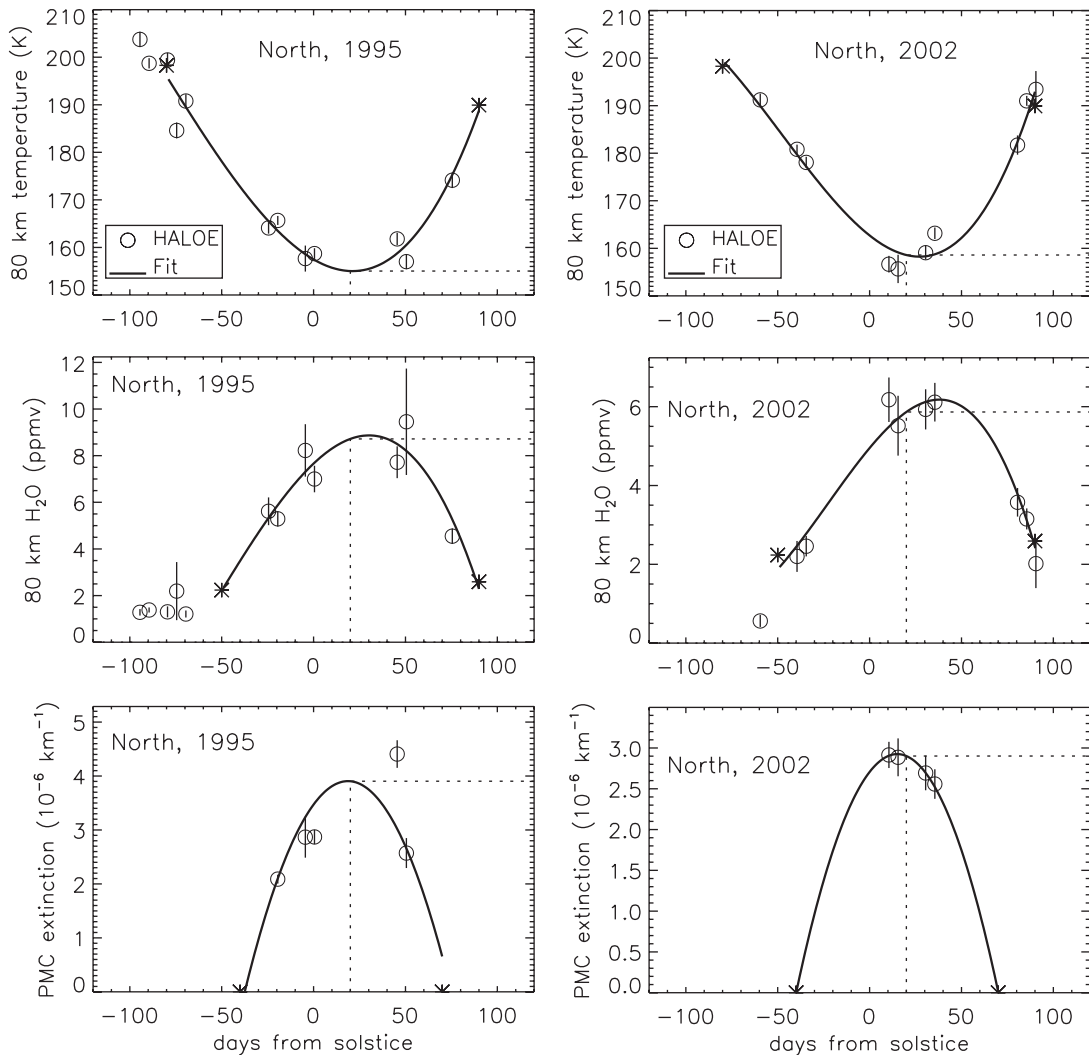 80 km temperature (K)
210
200
190
180
170
160
150
North, 1995
HALOE
Fit
−100 −50 0 50 100
80 km temperature (K)
210
200
190
180
170
160
150
North, 2002
HALOE
Fit
−100 −50 0 50 100
80 km H₂O (ppmv)
12
10
8
6
4
2
0
North, 1995
−100 −50 0 50 100
80 km H₂O (ppmv)
6
4
2
0
North, 2002
−100 −50 0 50 100
PMC extinction (10⁻⁶ km⁻¹)
5
4
3
2
1
0
North, 1995
−100 −50 0 50 100
days from solstice
PMC extinction (10⁻⁶ km⁻¹)
3.0
2.5
2.0
1.5
1.0
0.5
0.0
North, 2002
−100 −50 0 50 100
days from solstice